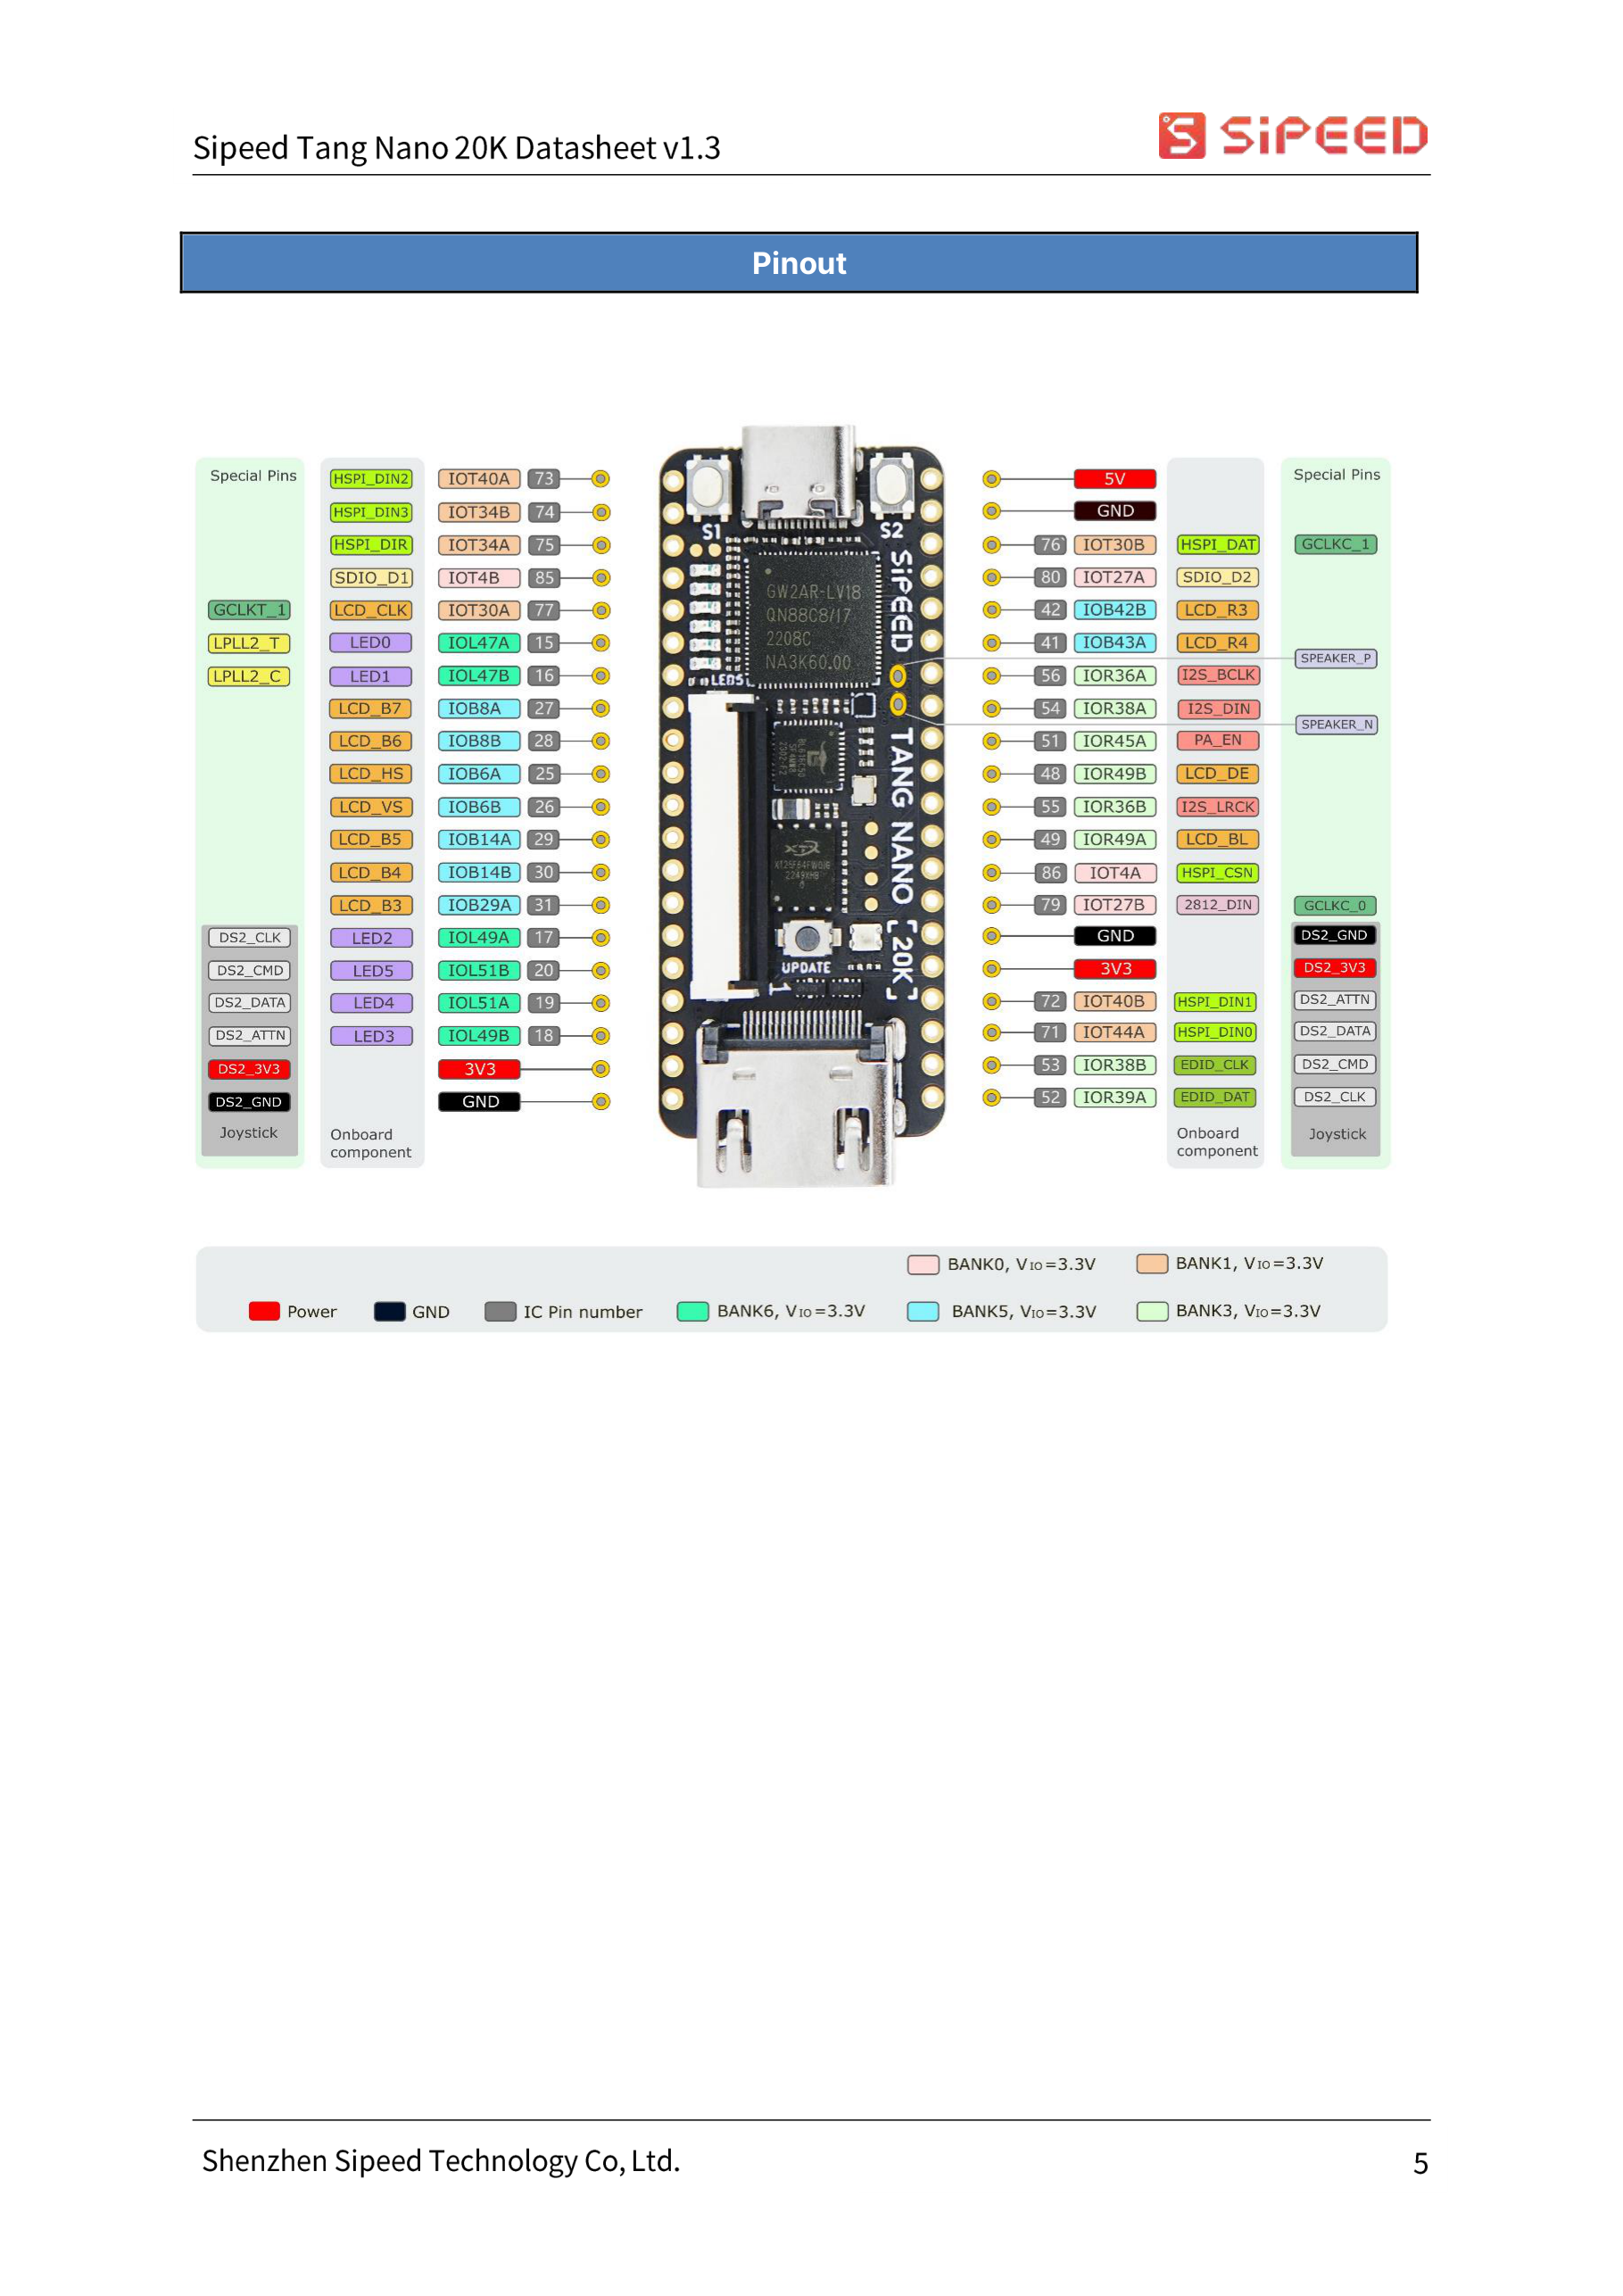 Sipeed Tang Nano 20K Datasheet v1.3
SiPEED
Pinout
Special Pins HSPI_DIN2 IOT40A 73 5V Special Pins
HSPI_DIN3 IOT34B 74 GND
HSPI_DIR IOT34A 75 76 IOT30B HSPI_DAT GCLKC_1
SDIO_D1 IOT4B 85 80 IOT27A SDIO_D2
GCLKT_1 LCD_CLK IOT30A 77 42 IOB42B LCD_R3
LPLL2_T LED0 IOL47A 15 41 IOB43A LCD_R4
SPEAKER_P
LPLL2_C LED1 IOL47B 16 56 IOR36A I2S_BCLK
LCD_B7 IOB8A 27 54 IOR38A I2S_DIN
SPEAKER_N
LCD_B6 IOB8B 28 51 IOR45A PA_EN
LCD_HS IOB6A 25 48 IOR49B LCD_DE
LCD_VS IOB6B 26 55 IOR36B I2S_LRCK
LCD_B5 IOB14A 29 49 IOR49A LCD_BL
LCD_B4 IOB14B 30 86 IOT4A HSPI_CSN
LCD_B3 IOB29A 31 79 IOT27B 2812_DIN GCLKC_0
DS2_CLK LED2 IOL49A 17 GND DS2_GND
DS2_CMD LED5 IOL51B 20 3V3 DS2_3V3
DS2_DATA LED4 IOL51A 19 72 IOT40B HSPI_DIN1 DS2_ATTN
DS2_ATTN LED3 IOL49B 18 71 IOT44A HSPI_DIN0 DS2_DATA
DS2_3V3 3V3 53 IOR38B EDID_CLK DS2_CMD
DS2_GND GND 52 IOR39A EDID_DAT DS2_CLK
Joystick Onboard Onboard Joystick
component component
S1
S2
GW2AR-LV18
QN88C8/17
2208C
NA3K60.00
LED5
SiPEED
TANG NANO
[20K]
UPDATE
1
BANK0, VIO=3.3V BANK1, VIO=3.3V
Power GND IC Pin number BANK6, VIO=3.3V BANK5, VIO=3.3V BANK3, VIO=3.3V
Shenzhen Sipeed Technology Co, Ltd. 5